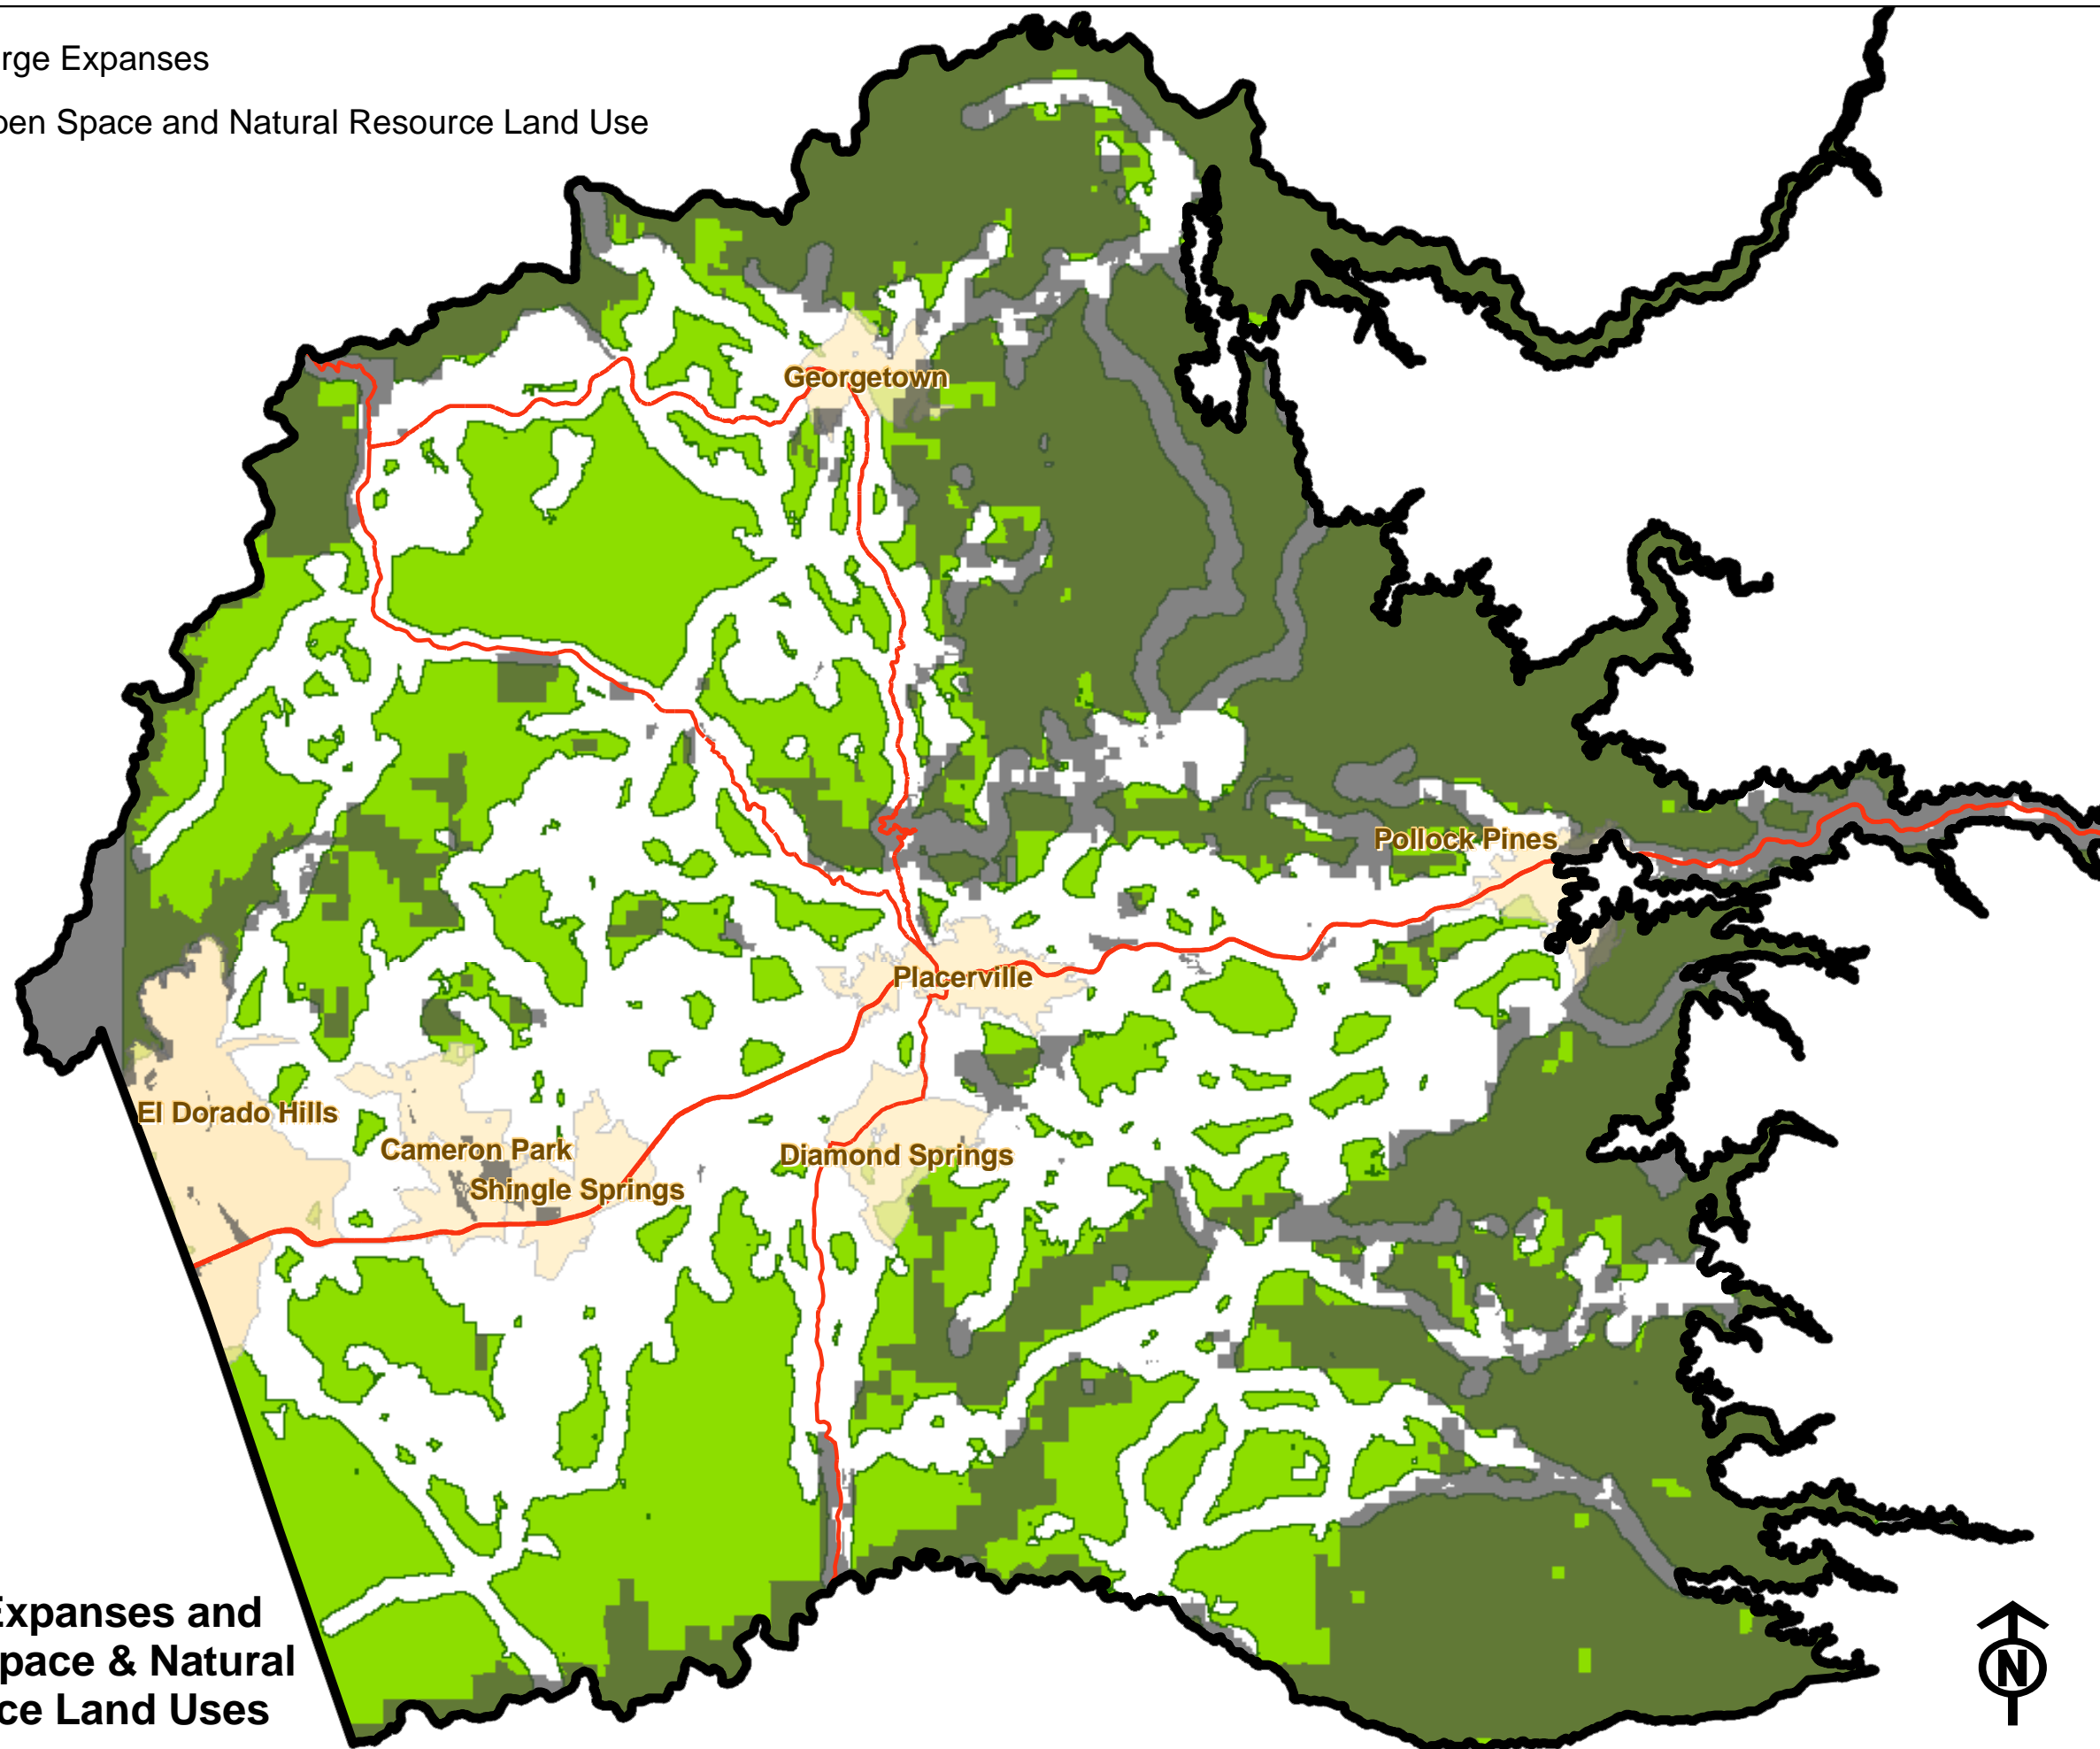 rge Expanses
pen Space and Natural Resource Land Use
Georgetown
Pollock Pines
Placerville
El Dorado Hills
Cameron Park
Diamond Springs
Shingle Springs
Expanses and
pace & Natural
ce Land Uses
N